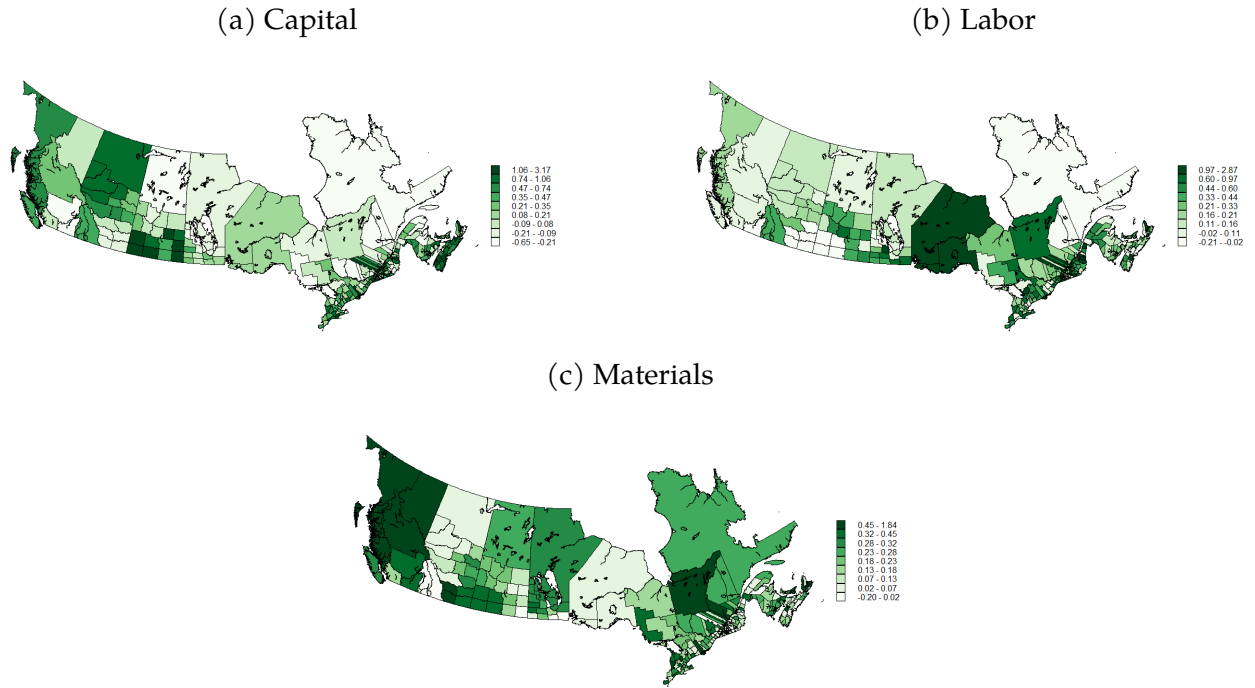 (a) Capital
(b) Labor
1.06 - 3.17
0.74 - 1.06
0.47 - 0.74
0.35 - 0.47
0.21 - 0.35
0.08 - 0.21
-0.09 - 0.08
-0.21 - -0.09
-0.65 - -0.21
0.97 - 2.87
0.60 - 0.97
0.44 - 0.60
0.33 - 0.44
0.21 - 0.33
0.16 - 0.21
0.11 - 0.16
-0.02 - 0.11
-0.21 - -0.02
(c) Materials
0.45 - 1.84
0.32 - 0.45
0.28 - 0.32
0.23 - 0.28
0.18 - 0.23
0.13 - 0.18
0.07 - 0.13
0.02 - 0.07
-0.20 - 0.02